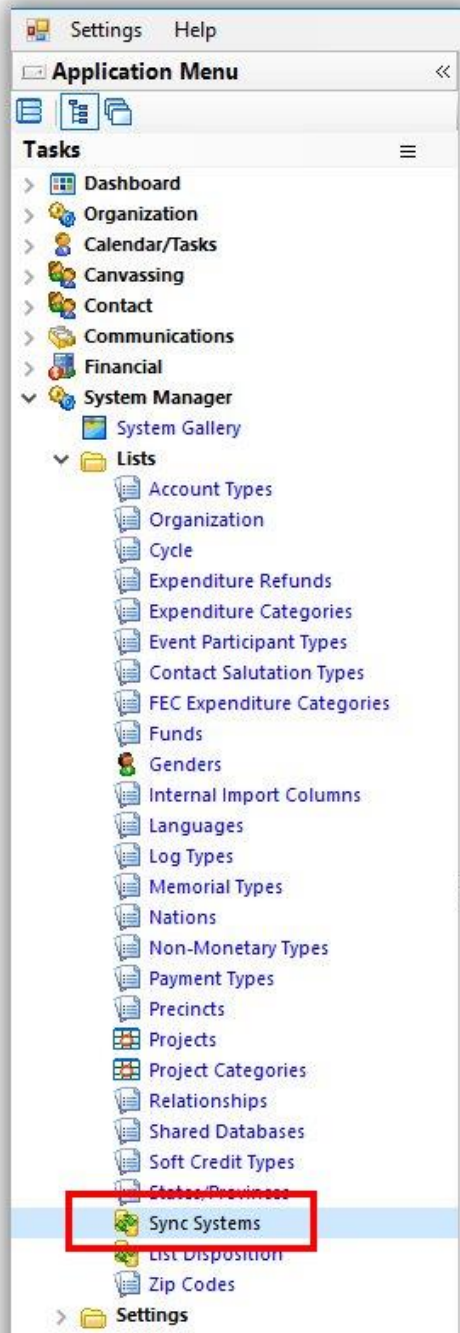 Settings Help
Application Menu
Tasks
Dashboard
Organization
Calendar/Tasks
Canvassing
Contact
Communications
Financial
System Manager
System Gallery
Lists
Account Types
Organization
Cycle
Expenditure Refunds
Expenditure Categories
Event Participant Types
Contact Salutation Types
FEC Expenditure Categories
Funds
Genders
Internal Import Columns
Languages
Log Types
Memorial Types
Nations
Non-Monetary Types
Payment Types
Precincts
Projects
Project Categories
Relationships
Shared Databases
Soft Credit Types
States/Provinces
Sync Systems
List Disposition
Zip Codes
Settings